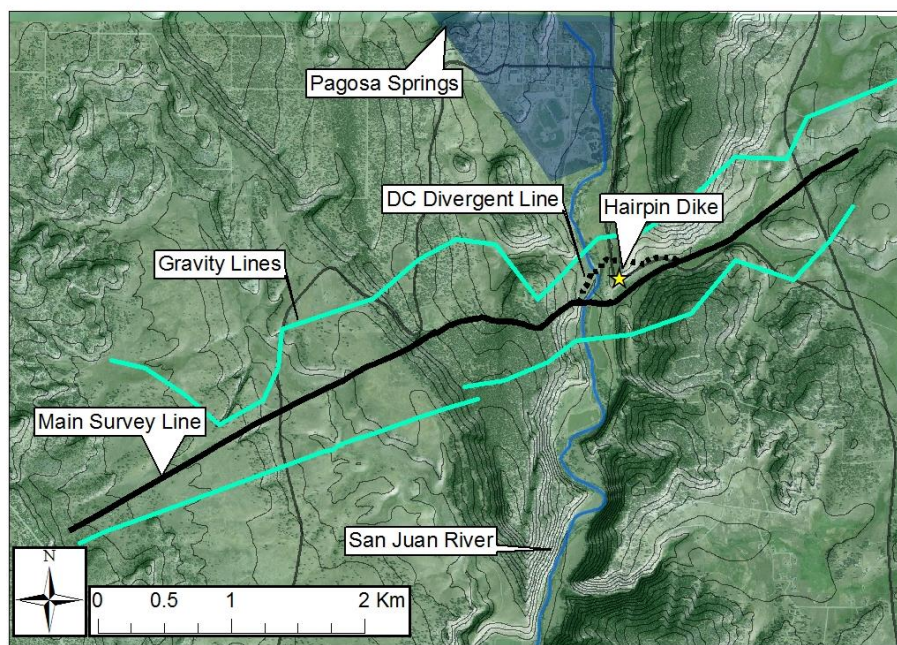 Pagosa Springs
DC Divergent Line
Hairpin Dike
Gravity Lines
Main Survey Line
San Juan River
N
0 0.5 1 2 Km